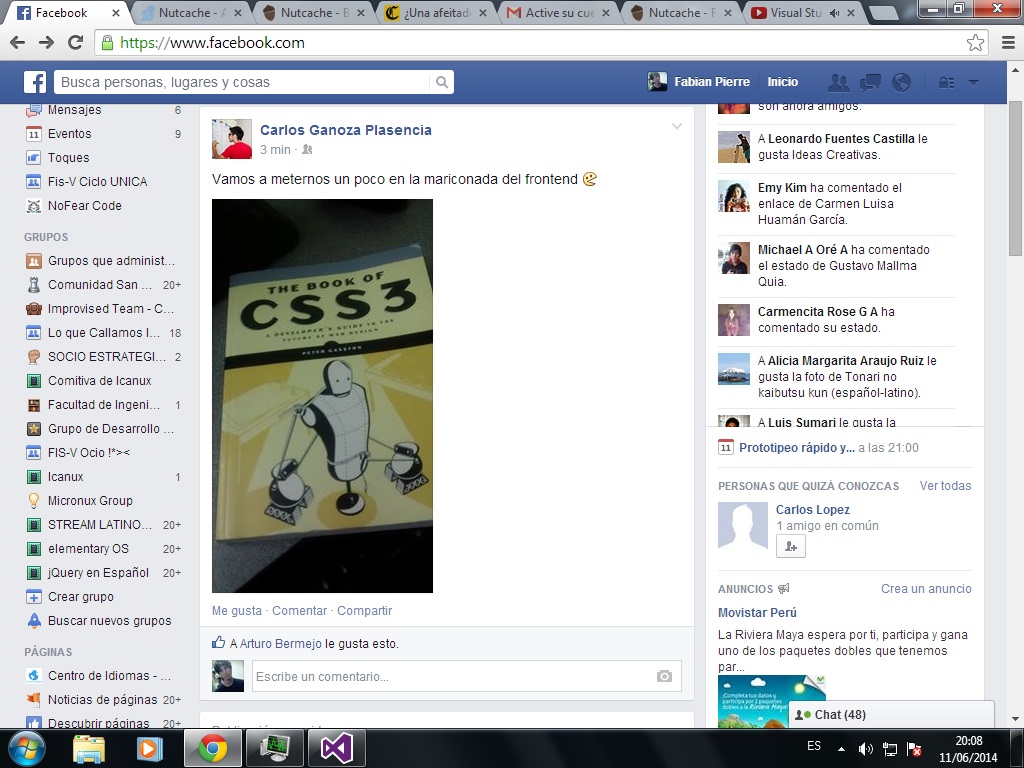 Facebook
Nutcache - A
Nutcache - B
¿Una afeitad
Active su cu
Nutcache - F
Visual Stu
https://www.facebook.com
Busca personas, lugares y cosas
Fabian Pierre
Inicio
Mensajes 6
Eventos 9
Toques
Fis-V Ciclo UNICA
NoFear Code
GRUPOS
Grupos que administ...
Comunidad San ... 20+
Improvised Team - C...
Lo que Callamos I... 18
SOCIO ESTRATEGI... 2
Comitiva de Icanux
Facultad de Ingeni... 1
Grupo de Desarrollo ...
FIS-V Ocio !*><
Icanux 1
Micronux Group
STREAM LATINO... 20+
elementary OS 20+
jQuery en Español 20+
Crear grupo
Buscar nuevos grupos
PÁGINAS
Centro de Idiomas - ...
Noticias de páginas 20+
Descubrir páginas 20+
Carlos Ganoza Plasencia
3 min ·
Vamos a meternos un poco en la mariconada del frontend
THE BOOK OF
CSS3
A DEVELOPER'S GUIDE TO THE
FUTURE OF WEB DESIGN
PETER GASSTON
Me gusta · Comentar · Compartir
A Arturo Bermejo le gusta esto.
Escribe un comentario...
son ahora amigos.
A Leonardo Fuentes Castilla le
gusta Ideas Creativas.
Emy Kim ha comentado el
enlace de Carmen Luisa
Huamán García.
Michael A Oré A ha comentado
el estado de Gustavo Mallma
Quia.
Carmencita Rose G A ha
comentado su estado.
A Alicia Margarita Araujo Ruiz le
gusta la foto de Tonari no
kaibutsu kun (español-latino).
A Luis Sumari le gusta la
11 Prototipeo rápido y... a las 21:00
PERSONAS QUE QUIZÁ CONOZCAS Ver todas
Carlos Lopez
1 amigo en común
ANUNCIOS Crea un anuncio
Movistar Perú
La Riviera Maya espera por ti, participa y gana
uno de los paquetes dobles que tenemos
par...
¡Completa tus datos y
participa por 2 paquetes
dobles a la Riviera Maya!
Chat (48)
ES
20:08
11/06/2014